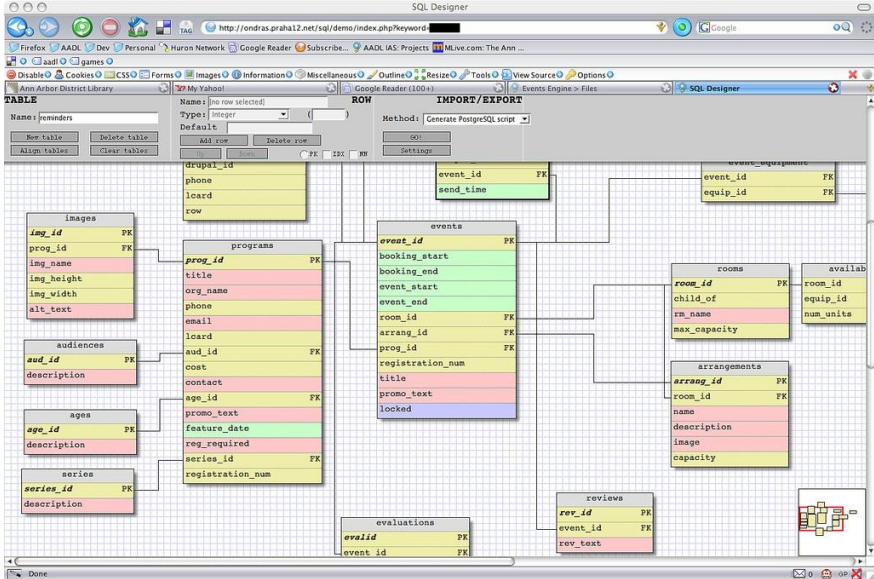 SQL Designer
http://ondras.praha12.net/sql/demo/index.php?keyword=
Google
Firefox AADL Dev Personal Huron Network Google Reader Subscribe... AADL IAS: Projects MLive.com: The Ann ...
aadl games
Disable Cookies CSS Forms Images Information Miscellaneous Outline Resize Tools View Source Options
Ann Arbor District Library My Yahoo! Google Reader (100+) Events Engine > Files SQL Designer
TABLE
Name: reminders
New table Delete table
Align tables Clear tables
ROW
Name: [no row selected]
Type: Integer ( )
Default
Add row Delete row
Up Down PK IDX NN
IMPORT/EXPORT
Method: Generate PostgreSQL script
GO!
Settings
drupal_id
phone
lcard
row
event_id FK
send_time
event_equipment
event_id FK
equip_id FK
images
img_id PK
prog_id FK
img_name
img_height
img_width
alt_text
programs
prog_id PK
title
org_name
phone
email
lcard
aud_id FK
cost
contact
age_id FK
promo_text
feature_date
reg_required
series_id FK
registration_num
events
event_id PK
booking_start
booking_end
event_start
event_end
room_id FK
arrang_id FK
prog_id FK
registration_num
title
promo_text
locked
rooms
room_id PK
child_of
rm_name
max_capacity
availab
room_id
equip_id
num_units
audiences
aud_id PK
description
arrangements
arrang_id PK
room_id FK
name
description
image
capacity
ages
age_id PK
description
series
series_id PK
description
reviews
rev_id PK
event_id FK
rev_text
evaluations
evalid PK
event_id FK
Done
0 GP